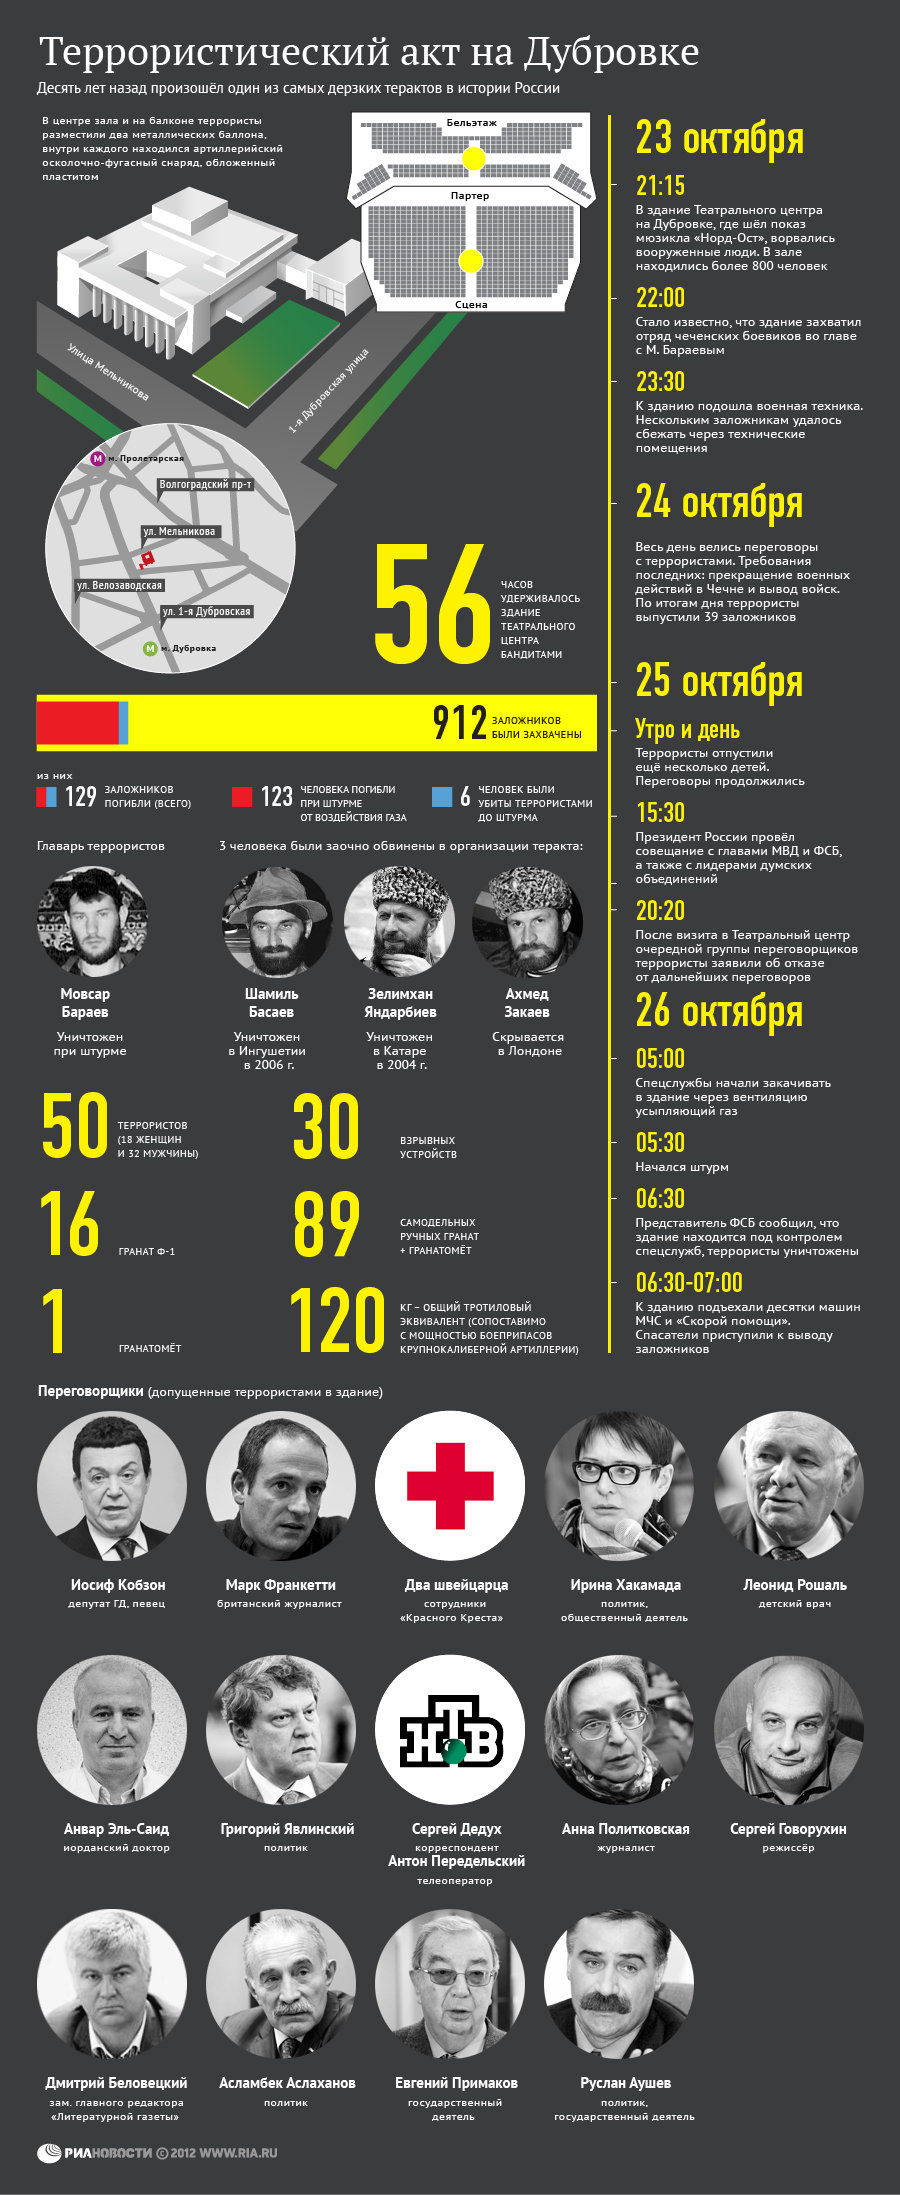 Террористический акт на Дубровке
Десять лет назад произошёл один из самых дерзких терактов в истории России
В центре зала и на балконе террористы
разместили два металлических баллона,
внутри каждого находился артиллерийский
осколочно-фугасный снаряд, обложенный
пластитом
Бельэтаж
Партер
Сцена
Улица Мельникова
1-я Дубровская улица
М м. Пролетарская
Волгоградский пр-т
ул. Мельникова
ул. Велозаводская
ул. 1-я Дубровская
М м. Дубровка
56
ЧАСОВ
УДЕРЖИВАЛОСЬ
ЗДАНИЕ
ТЕАТРАЛЬНОГО
ЦЕНТРА
БАНДИТАМИ
912
ЗАЛОЖНИКОВ
БЫЛИ ЗАХВАЧЕНЫ
из них
129
ЗАЛОЖНИКОВ
ПОГИБЛИ (ВСЕГО)
123
ЧЕЛОВЕКА ПОГИБЛИ
ПРИ ШТУРМЕ
ОТ ВОЗДЕЙСТВИЯ ГАЗА
6
ЧЕЛОВЕК БЫЛИ
УБИТЫ ТЕРРОРИСТАМИ
ДО ШТУРМА
Главарь террористов
3 человека были заочно обвинены в организации теракта:
Мовсар
Бараев
Уничтожен
при штурме
Шамиль
Басаев
Уничтожен
в Ингушетии
в 2006 г.
Зелимхан
Яндарбиев
Уничтожен
в Катаре
в 2004 г.
Ахмед
Закаев
Скрывается
в Лондоне
50
ТЕРРОРИСТОВ
(18 ЖЕНЩИН
И 32 МУЖЧИНЫ)
30
ВЗРЫВНЫХ
УСТРОЙСТВ
16
ГРАНАТ Ф-1
89
САМОДЕЛЬНЫХ
РУЧНЫХ ГРАНАТ
+ ГРАНАТОМЁТ
1
ГРАНАТОМЁТ
120
КГ – ОБЩИЙ ТРОТИЛОВЫЙ
ЭКВИВАЛЕНТ (СОПОСТАВИМО
С МОЩНОСТЬЮ БОЕПРИПАСОВ
КРУПНОКАЛИБЕРНОЙ АРТИЛЛЕРИИ)
23 октября
21:15
В здание Театрального центра
на Дубровке, где шёл показ
мюзикла «Норд-Ост», ворвались
вооруженные люди. В зале
находились более 800 человек
22:00
Стало известно, что здание захватил
отряд чеченских боевиков во главе
с М. Бараевым
23:30
К зданию подошла военная техника.
Нескольким заложникам удалось
сбежать через технические
помещения
24 октября
Весь день велись переговоры
с террористами. Требования
последних: прекращение военных
действий в Чечне и вывод войск.
По итогам дня террористы
выпустили 39 заложников
25 октября
Утро и день
Террористы отпустили
ещё несколько детей.
Переговоры продолжились
15:30
Президент России провёл
совещание с главами МВД и ФСБ,
а также с лидерами думских
объединений
20:20
После визита в Театральный центр
очередной группы переговорщиков
террористы заявили об отказе
от дальнейших переговоров
26 октября
05:00
Спецслужбы начали закачивать
в здание через вентиляцию
усыпляющий газ
05:30
Начался штурм
06:30
Представитель ФСБ сообщил, что
здание находится под контролем
спецслужб, террористы уничтожены
06:30-07:00
К зданию подъехали десятки машин
МЧС и «Скорой помощи».
Спасатели приступили к выводу
заложников
Переговорщики (допущенные террористами в здание)
Иосиф Кобзон
депутат ГД, певец
Марк Франкетти
британский журналист
Два швейцарца
сотрудники
«Красного Креста»
Ирина Хакамада
политик,
общественный деятель
Леонид Рошаль
детский врач
НТВ
Анвар Эль-Саид
иорданский доктор
Григорий Явлинский
политик
Сергей Дедух
корреспондент
Антон Передельский
телеоператор
Анна Политковская
журналист
Сергей Говорухин
режиссёр
Дмитрий Беловецкий
зам. главного редактора
«Литературной газеты»
Асламбек Аслаханов
политик
Евгений Примаков
государственный
деятель
Руслан Аушев
политик,
государственный деятель
РИАНОВОСТИ © 2012 WWW.RIA.RU